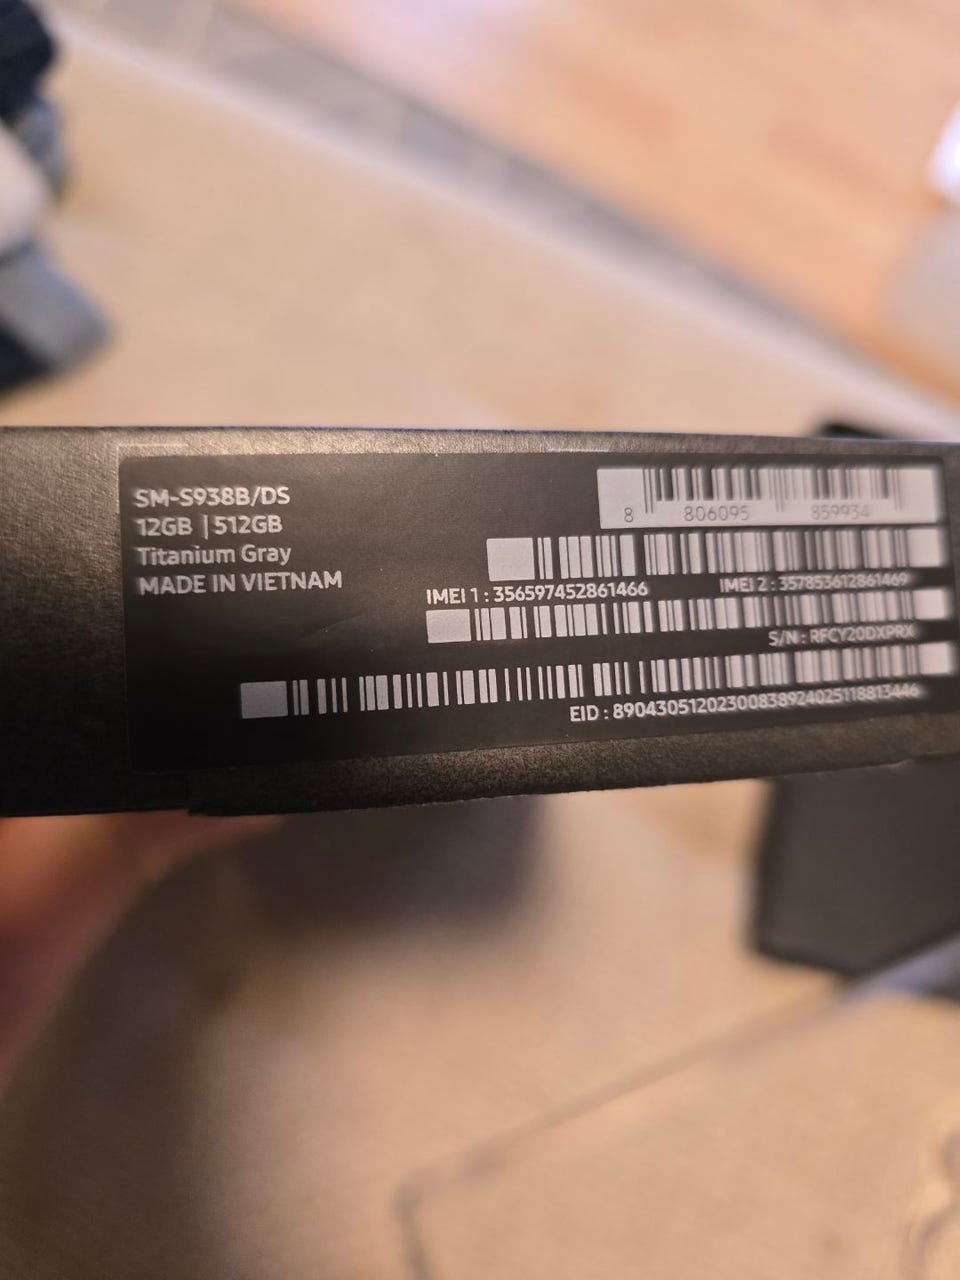 SM-S938B/DS
12GB | 512GB
Titanium Gray
MADE IN VIETNAM
8 806095 859934
IMEI 1 : 356597452861466
IMEI 2 : 357853612861469
S/N : RFCY20DXPRX
EID : 89043051202300838924025118813446